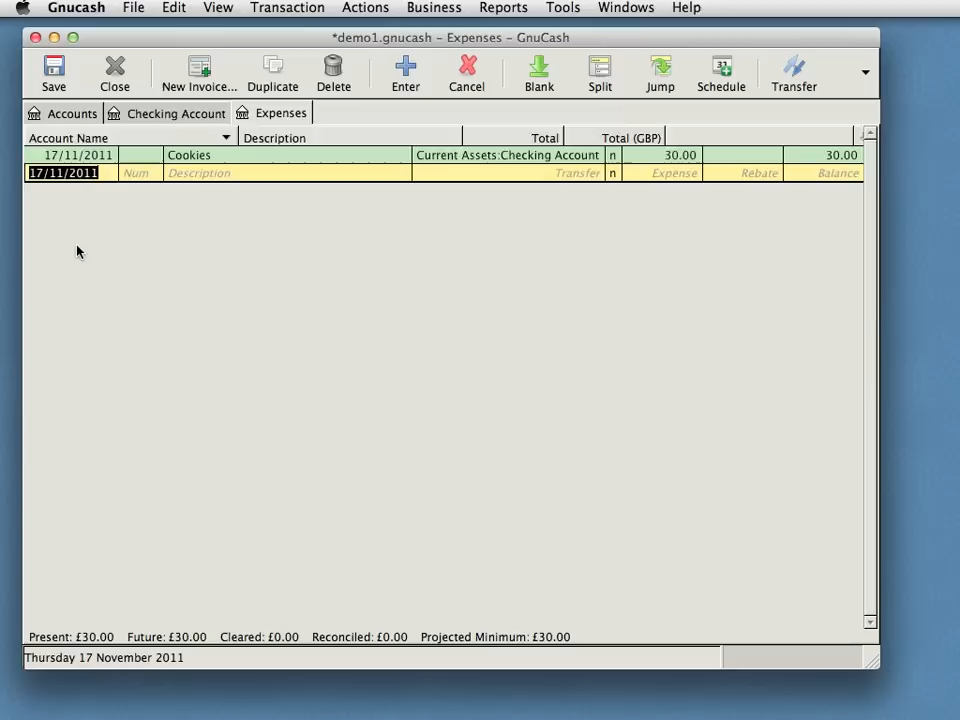 Gnucash File Edit View Transaction Actions Business Reports Tools Windows Help
*demo1.gnucash – Expenses – GnuCash
Save Close New Invoice... Duplicate Delete Enter Cancel Blank Split Jump Schedule Transfer
Accounts Checking Account Expenses
Account Name Description Total Total (GBP)
17/11/2011 Cookies Current Assets:Checking Account n 30.00 30.00
17/11/2011 Num Description Transfer n Expense Rebate Balance
Present: £30.00 Future: £30.00 Cleared: £0.00 Reconciled: £0.00 Projected Minimum: £30.00
Thursday 17 November 2011